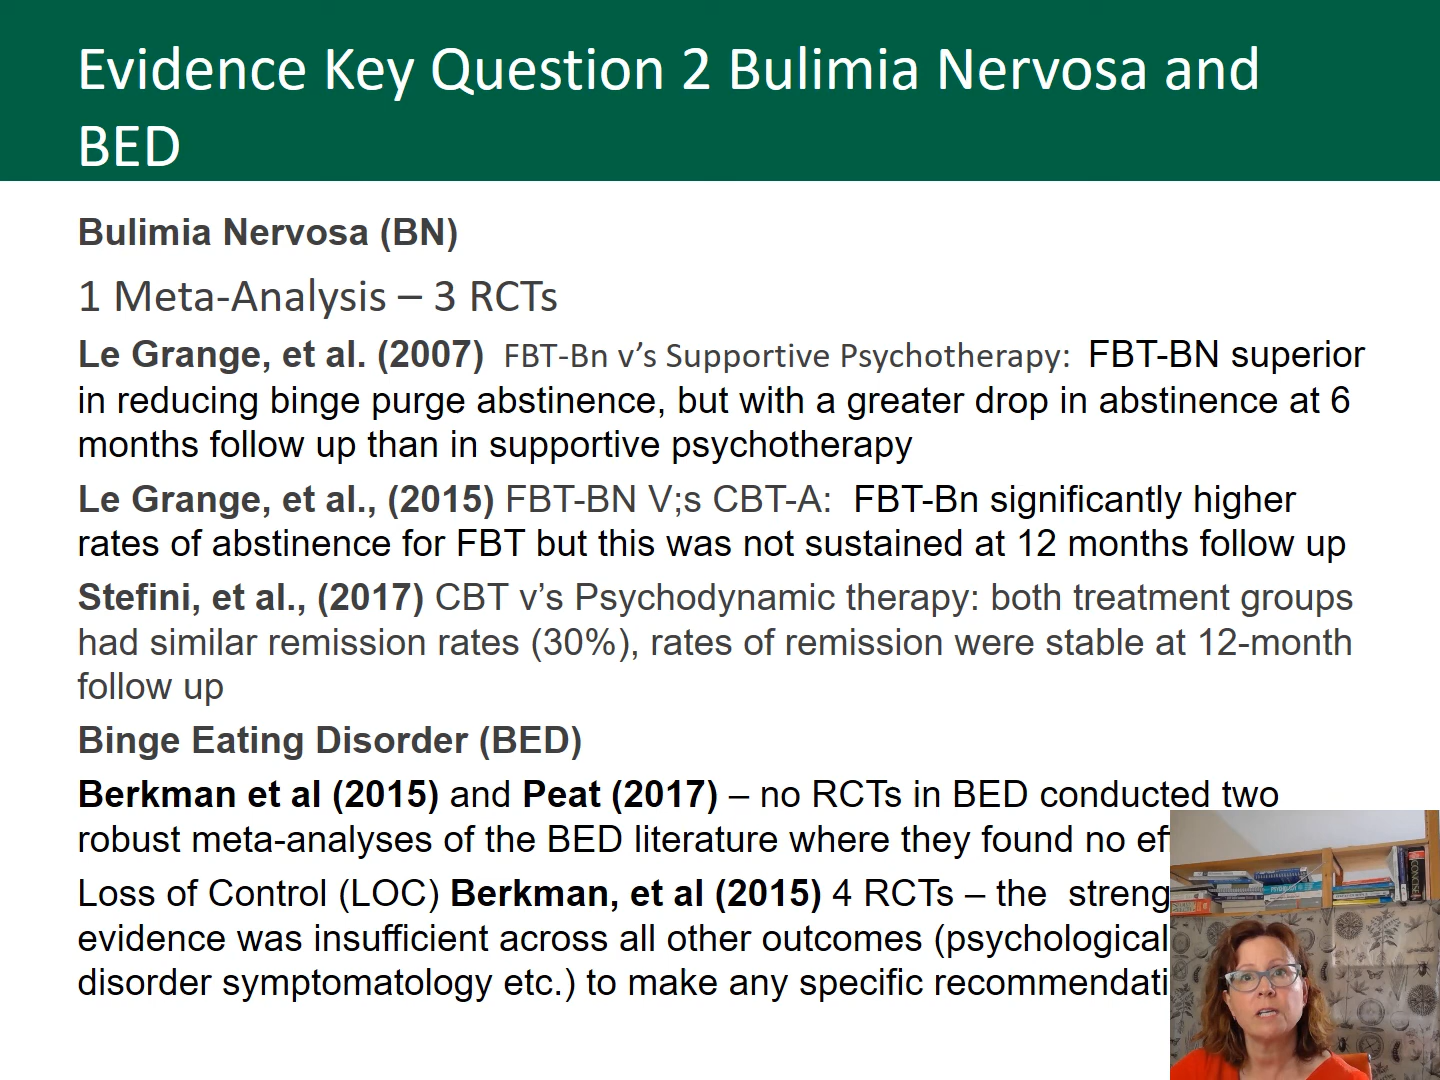 Evidence Key Question 2 Bulimia Nervosa and
BED
Bulimia Nervosa (BN)
1 Meta-Analysis – 3 RCTs
Le Grange, et al. (2007) FBT-Bn v’s Supportive Psychotherapy: FBT-BN superior
in reducing binge purge abstinence, but with a greater drop in abstinence at 6
months follow up than in supportive psychotherapy
Le Grange, et al., (2015) FBT-BN V;s CBT-A: FBT-Bn significantly higher
rates of abstinence for FBT but this was not sustained at 12 months follow up
Stefini, et al., (2017) CBT v’s Psychodynamic therapy: both treatment groups
had similar remission rates (30%), rates of remission were stable at 12-month
follow up
Binge Eating Disorder (BED)
Berkman et al (2015) and Peat (2017) – no RCTs in BED conducted two
robust meta-analyses of the BED literature where they found no
Loss of Control (LOC) Berkman, et al (2015) 4 RCTs – the
evidence was insufficient across all other outcomes (psychological
disorder symptomatology etc.) to make any specific